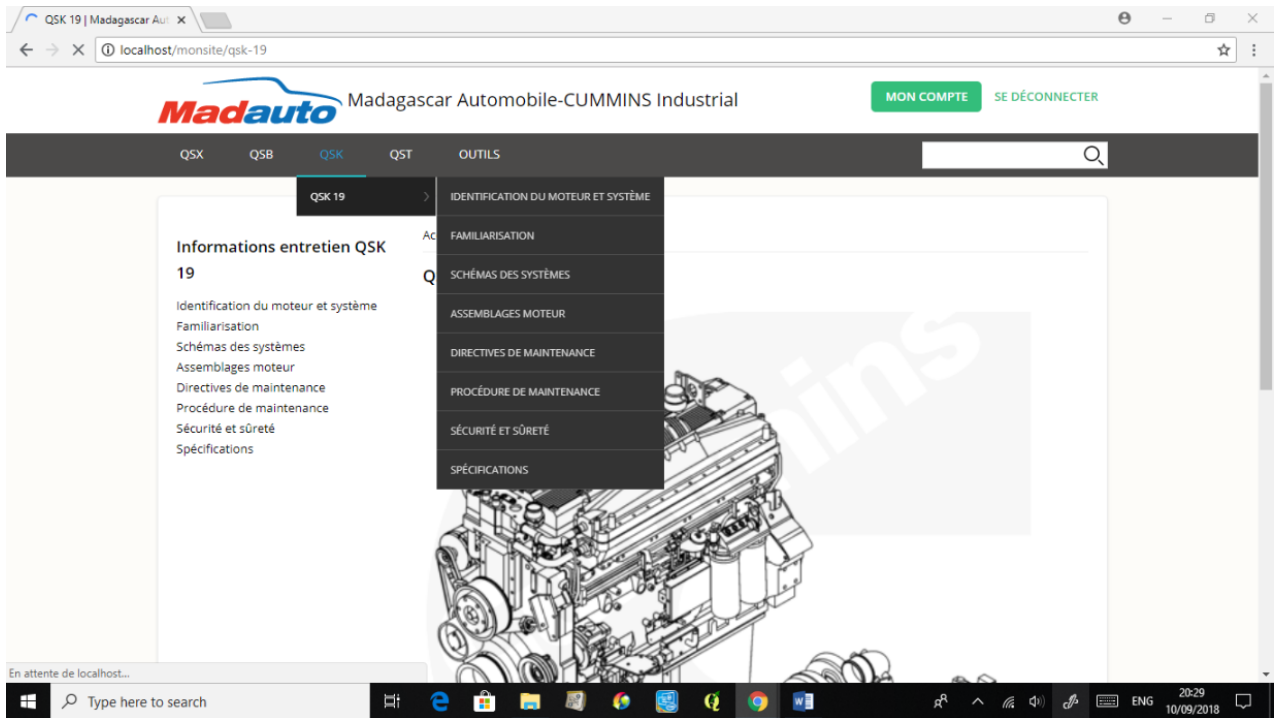 QSK 19 | Madagascar Aut
localhost/monsite/qsk-19
Madauto
Madagascar Automobile-CUMMINS Industrial
MON COMPTE
SE DÉCONNECTER
QSX
QSB
QSK
QST
OUTILS
QSK 19
IDENTIFICATION DU MOTEUR ET SYSTÈME
FAMILIARISATION
SCHÉMAS DES SYSTÈMES
ASSEMBLAGES MOTEUR
DIRECTIVES DE MAINTENANCE
PROCÉDURE DE MAINTENANCE
SÉCURITÉ ET SÛRETÉ
SPÉCIFICATIONS
Informations entretien QSK
19
Identification du moteur et système
Familiarisation
Schémas des systèmes
Assemblages moteur
Directives de maintenance
Procédure de maintenance
Sécurité et sûreté
Spécifications
Ac
Q
mins
En attente de localhost...
Type here to search
ENG
20:29
10/09/2018